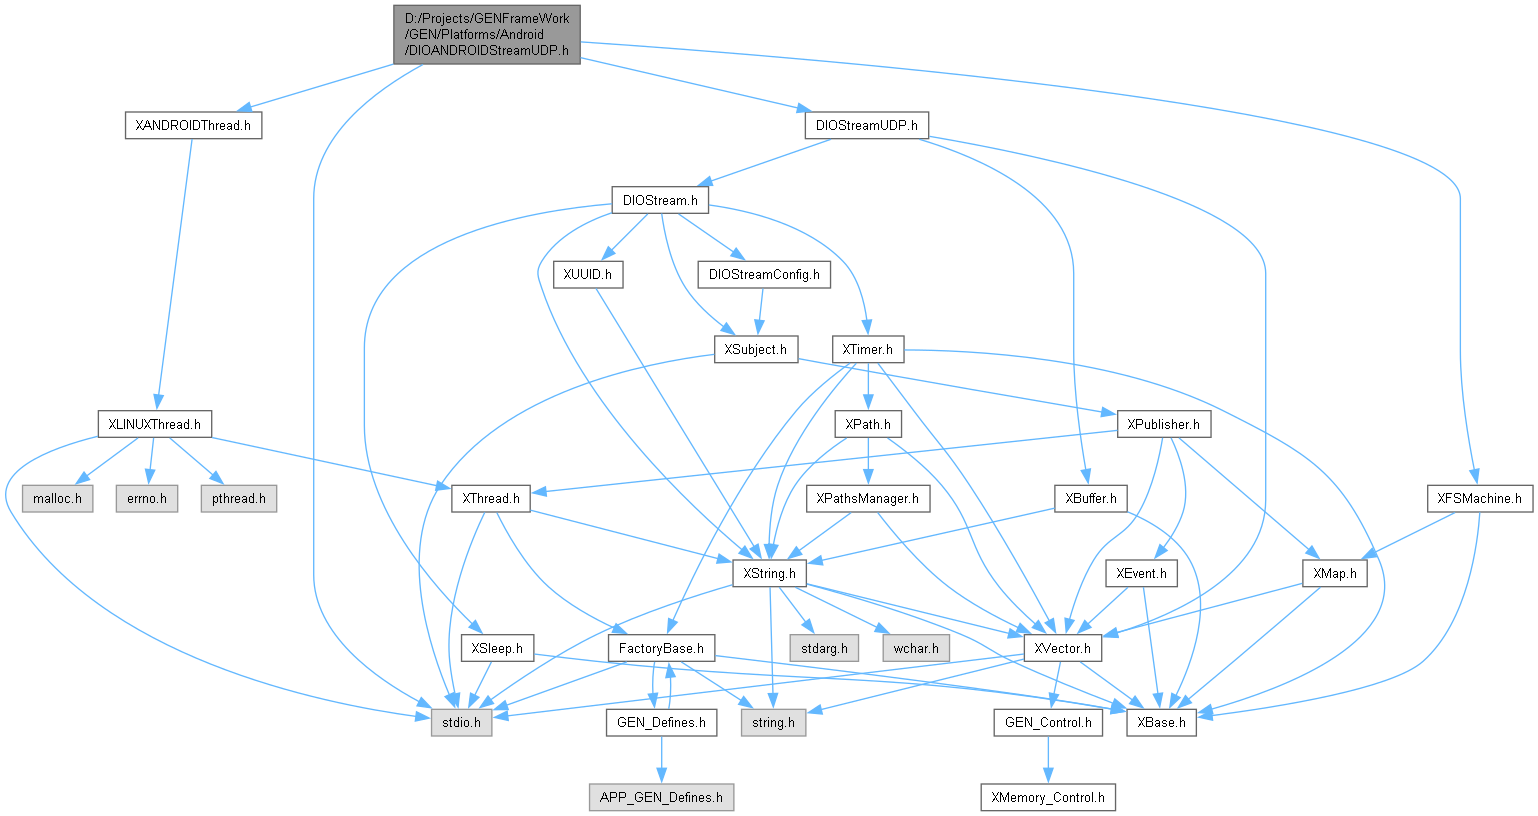 D:/Projects/GENFrameWork
/GEN/Platforms/Android
/DIOANDROIDStreamUDP.h
XANDROIDThread.h
DIOStreamUDP.h
DIOStream.h
XUUID.h
DIOStreamConfig.h
XSubject.h
XTimer.h
XLINUXThread.h
XPath.h
XPublisher.h
malloc.h
errno.h
pthread.h
XThread.h
XPathsManager.h
XBuffer.h
XFSMachine.h
XString.h
XEvent.h
XMap.h
XSleep.h
FactoryBase.h
stdarg.h
wchar.h
XVector.h
stdio.h
GEN_Defines.h
string.h
GEN_Control.h
XBase.h
APP_GEN_Defines.h
XMemory_Control.h